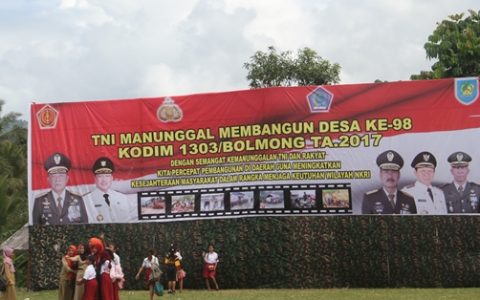 TNI MANUNGGAL MEMBANGUN DESA KE-98
KODIM 1303/BOLMONG TA.2017
DENGAN SEMANGAT KEMANUNGGALAN TNI DAN RAKYAT
KITA PERCEPAT PEMBANGUNAN DI DAERAH GUNA MENINGKATKAN
KESEJAHTERAAN MASYARAKAT DALAM RANGKA MENJAGA KEUTUHAN WILAYAH NKRI